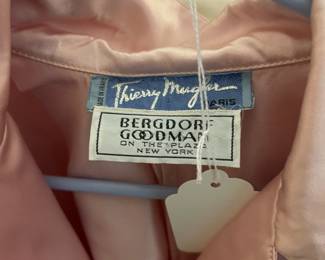 Thierry Mugler
PARIS
BERGDORF
GOODMAN
ON THE PLAZA
NEW YORK